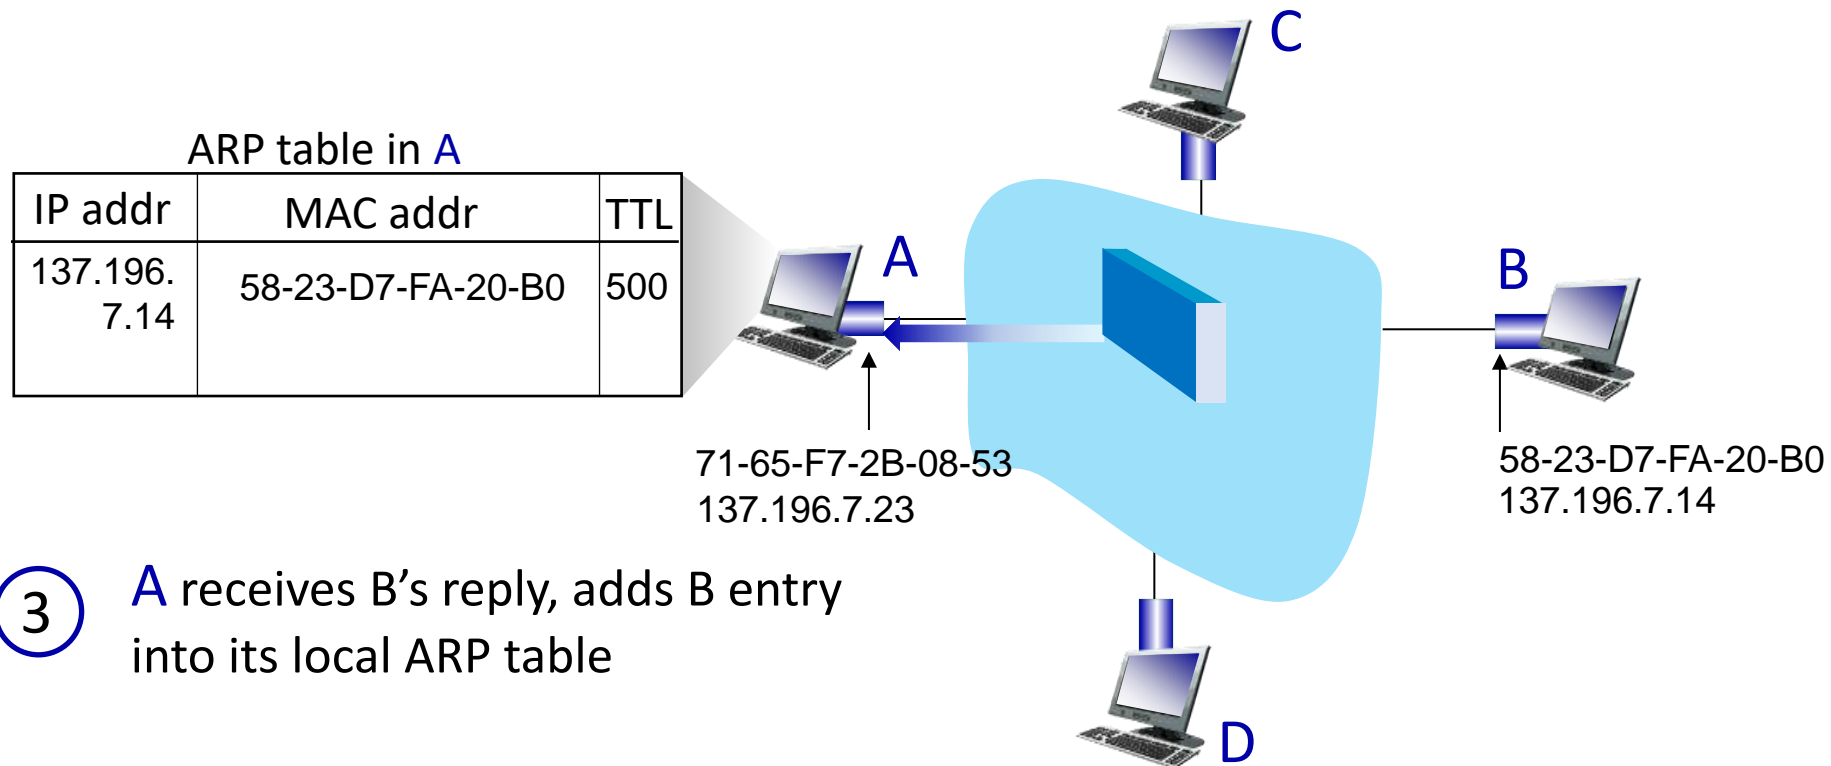 C
ARP table in A
IP addr MAC addr TTL
137.196.
7.14
58-23-D7-FA-20-B0 500
A
B
71-65-F7-2B-08-53
137.196.7.23
58-23-D7-FA-20-B0
137.196.7.14
3
A receives B’s reply, adds B entry
into its local ARP table
D